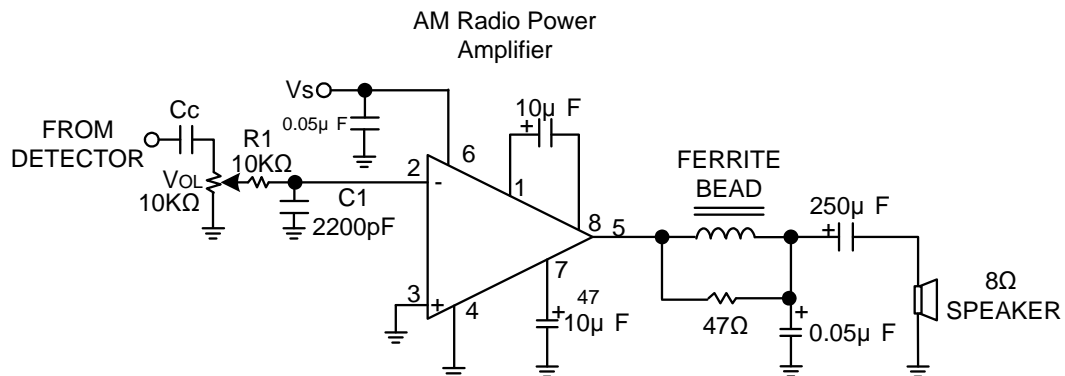 AM Radio Power
Amplifier
Vs
0.05µ F
10µ F
Cc
FROM
DETECTOR
R1
10KΩ
VOL
10KΩ
C1
2200pF
2
-
6
1
8
5
3
+
4
7
47
+
10µ F
+
FERRITE
BEAD
47Ω
250µ F
+
+
0.05µ F
8Ω
SPEAKER